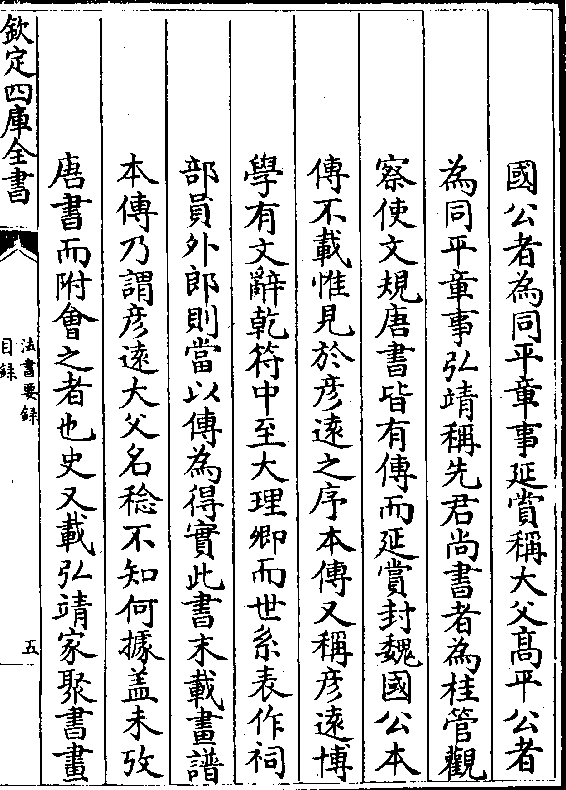 國公者為同平章事延賞稱大父髙平公者
為同平章事弘靖稱先君尚書者為桂管觀
察使文規唐書皆有傳而延賞封魏國公本
傳不載惟見於彦逺之序本傳又稱彦逺博
學有文辭乾符中至大理卿而世系表作祠
部員外郎則當以傳為得實此書末載畫譜
本傳乃謂彦逺大父名稔不知何據盖未攷
唐書而附會之者也史又載弘靖家聚書畫
欽定四庫全書
法書要録
目録
五